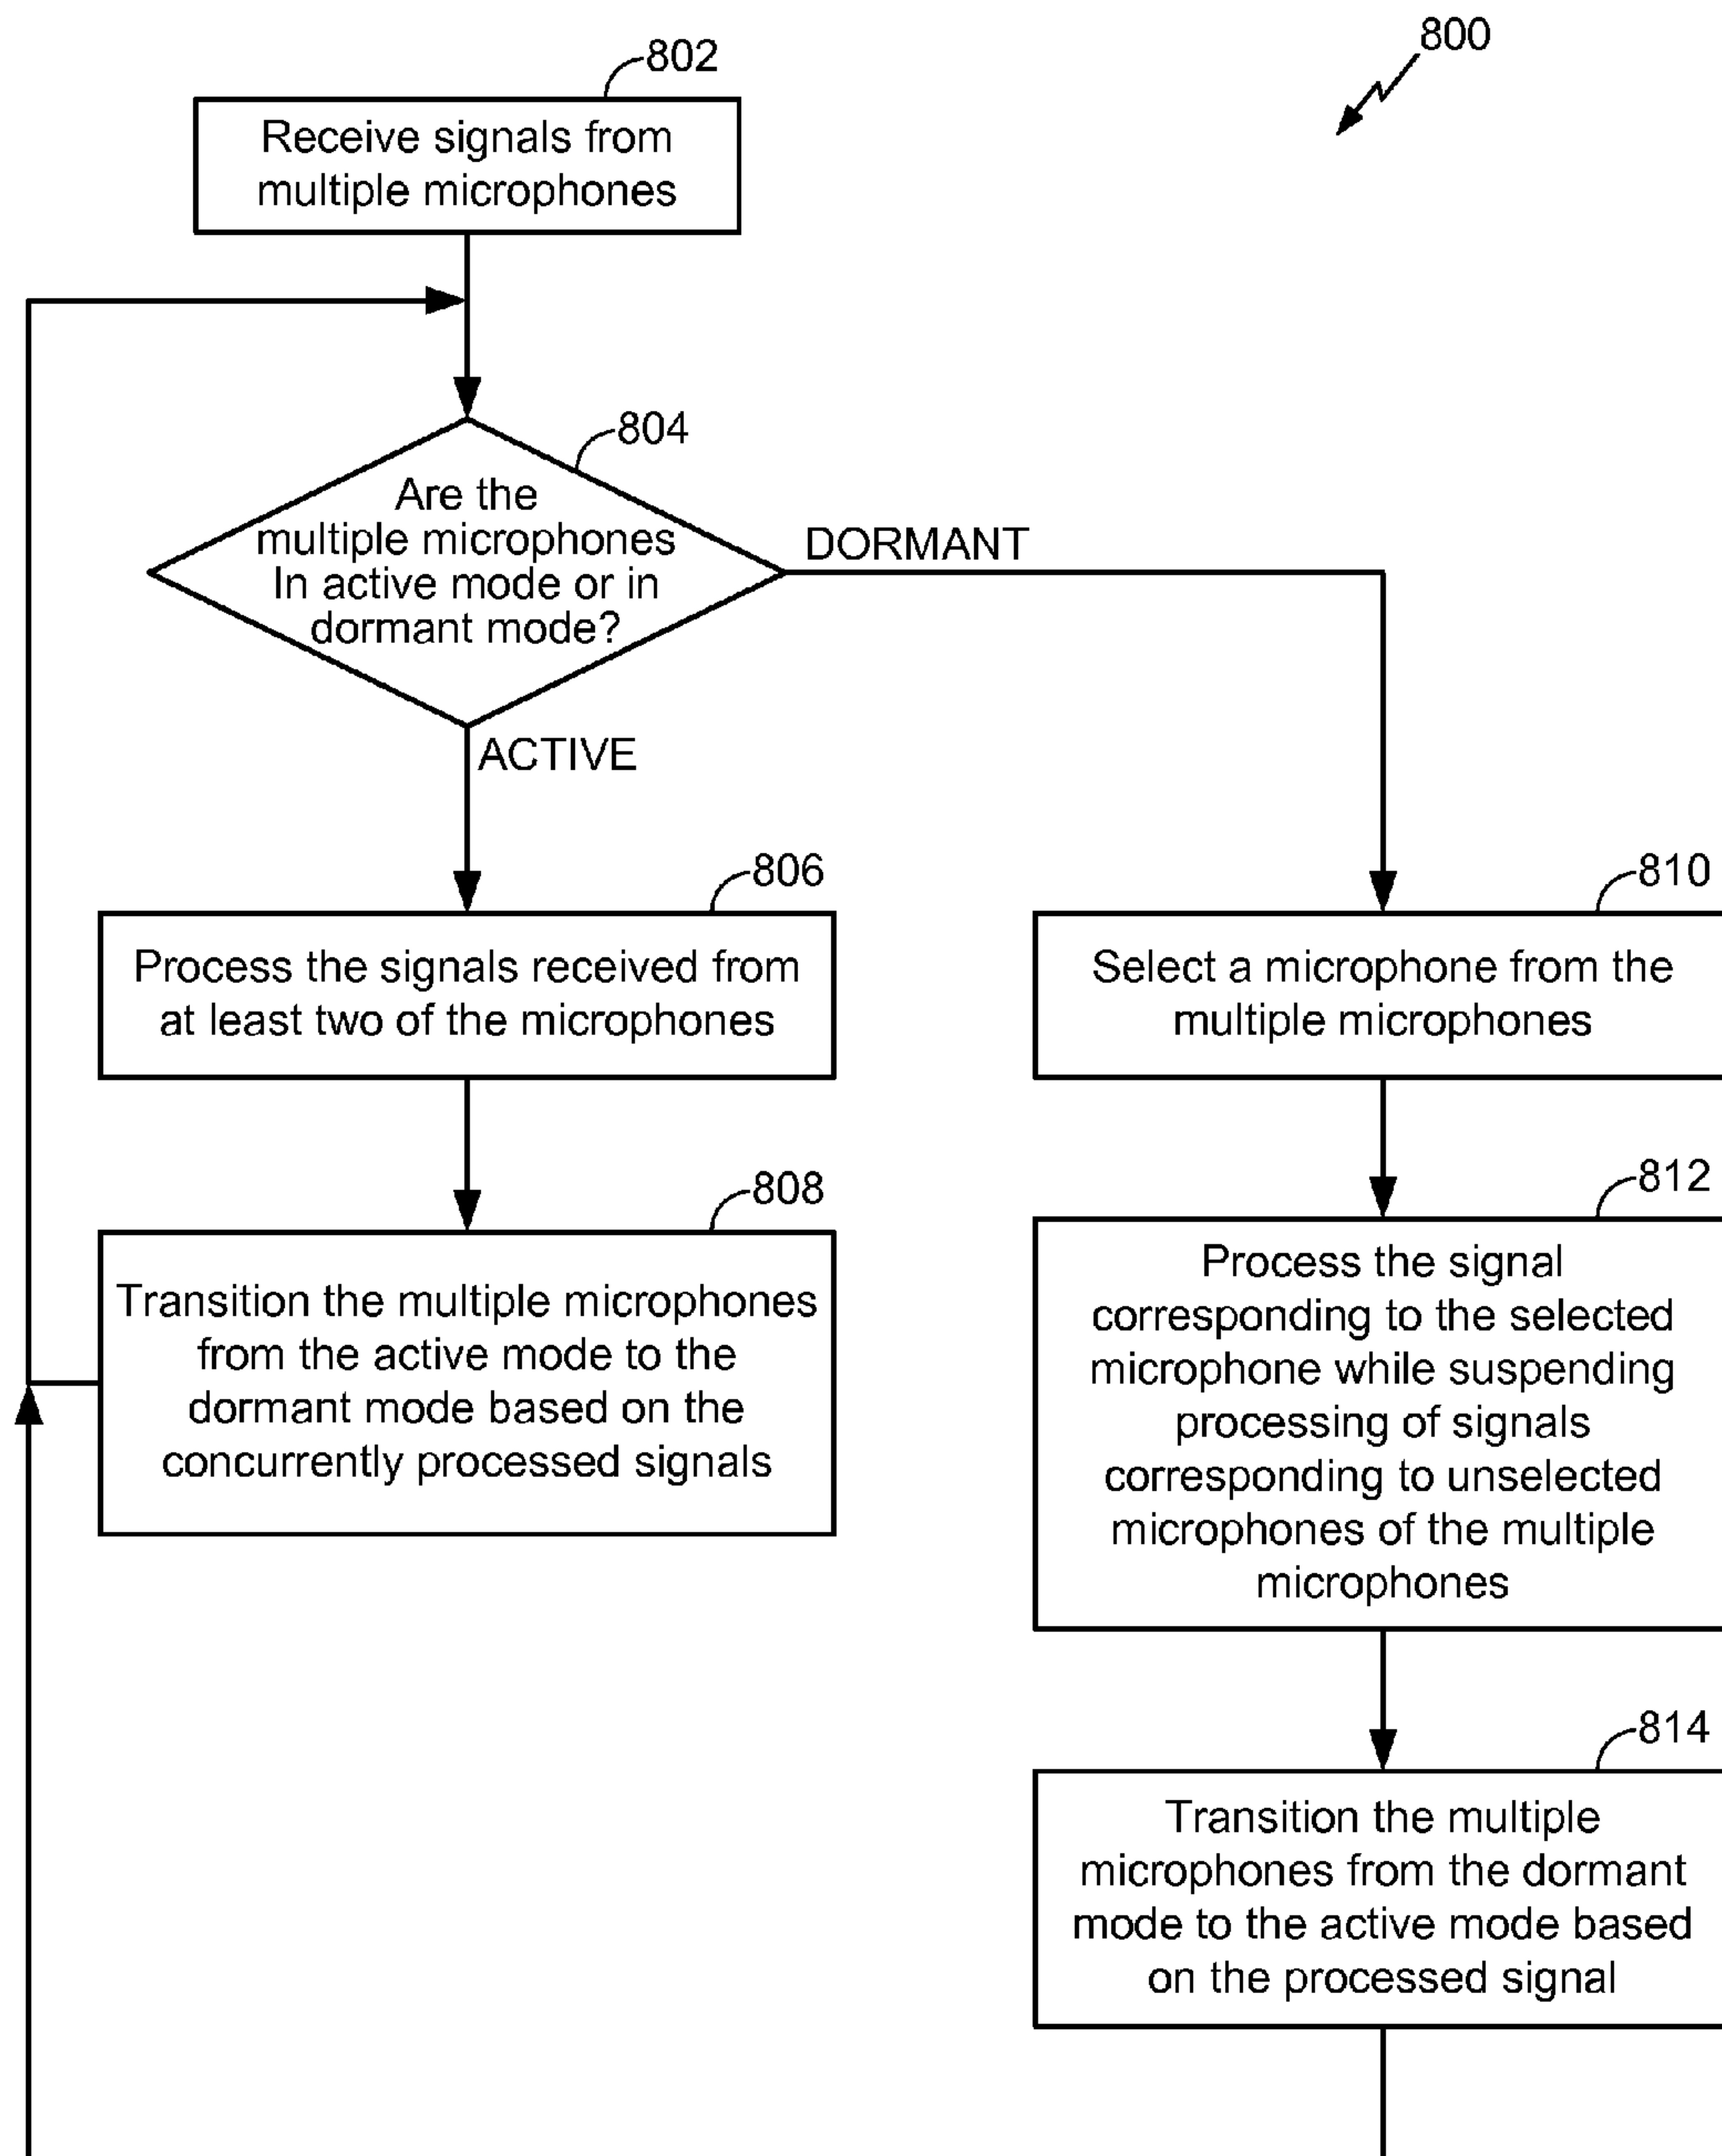 800
802
Receive signals from
multiple microphones
804
Are the
multiple microphones
In active mode or in
dormant mode?
DORMANT
ACTIVE
806
Process the signals received from
at least two of the microphones
808
Transition the multiple microphones
from the active mode to the
dormant mode based on the
concurrently processed signals
810
Select a microphone from the
multiple microphones
812
Process the signal
corresponding to the selected
microphone while suspending
processing of signals
corresponding to unselected
microphones of the multiple
microphones
814
Transition the multiple
microphones from the dormant
mode to the active mode based
on the processed signal